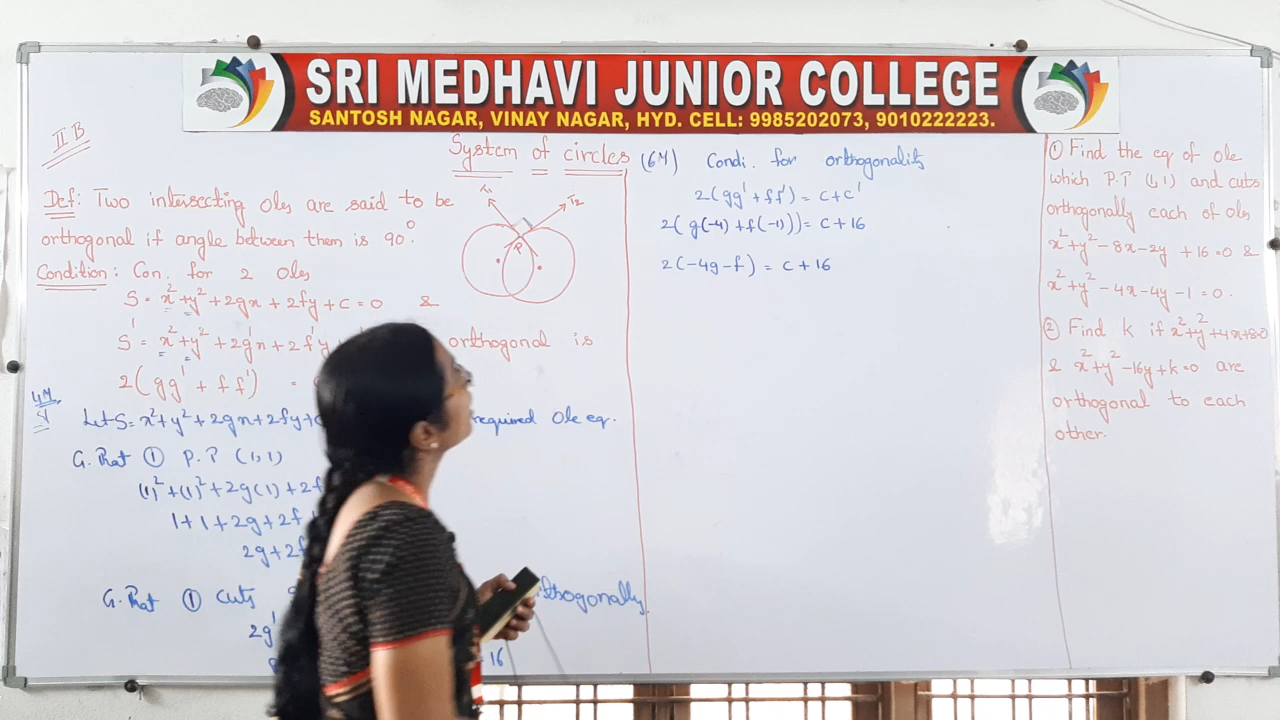 SRI MEDHAVI JUNIOR COLLEGE
SANTOSH NAGAR, VINAY NAGAR, HYD. CELL: 9985202073, 9010222223.
II B
System of circles (6M)
Def: Two intersecting Oles are said to be
orthogonal if angle between them is 90°.
Condition: Con. for 2 Oles
S = x²+y²+2gx+2fy+c=0 &
S' = x²+y²+2g'x+2f'y+ orthogonal is
2(gg'+ff') =
T₂
P
4M
Let S=x²+y²+2gx+2fy+ required Ole eq.
G. That ① P.T (1,1)
(1)²+(1)²+2g(1)+2f
1+1+2g+2f
2g+2f
G. That ① cuts orthogonally
2g'
= 16
Condi. for orthogonality
2(gg'+ff')=c+c'
2(g(-4)+f(-1))=c+16
2(-4g-f)=c+16
① Find the eq of Ole
which P.T (1,1) and cuts
orthogonally each of Oles
x²+y²-8x-2y+16=0 &
x²+y²-4x-4y-1=0.
② Find k if x²+y²+4x+8=0
& x²+y²-16y+k=0 are
orthogonal to each
other.